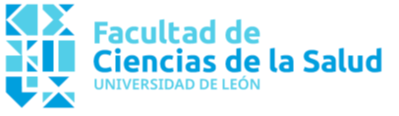 Facultad de
Ciencias de la Salud
UNIVERSIDAD DE LEÓN